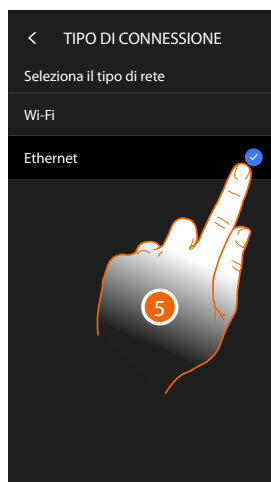 TIPO DI CONNESSIONE
Seleziona il tipo di rete
Wi-Fi
Ethernet
5